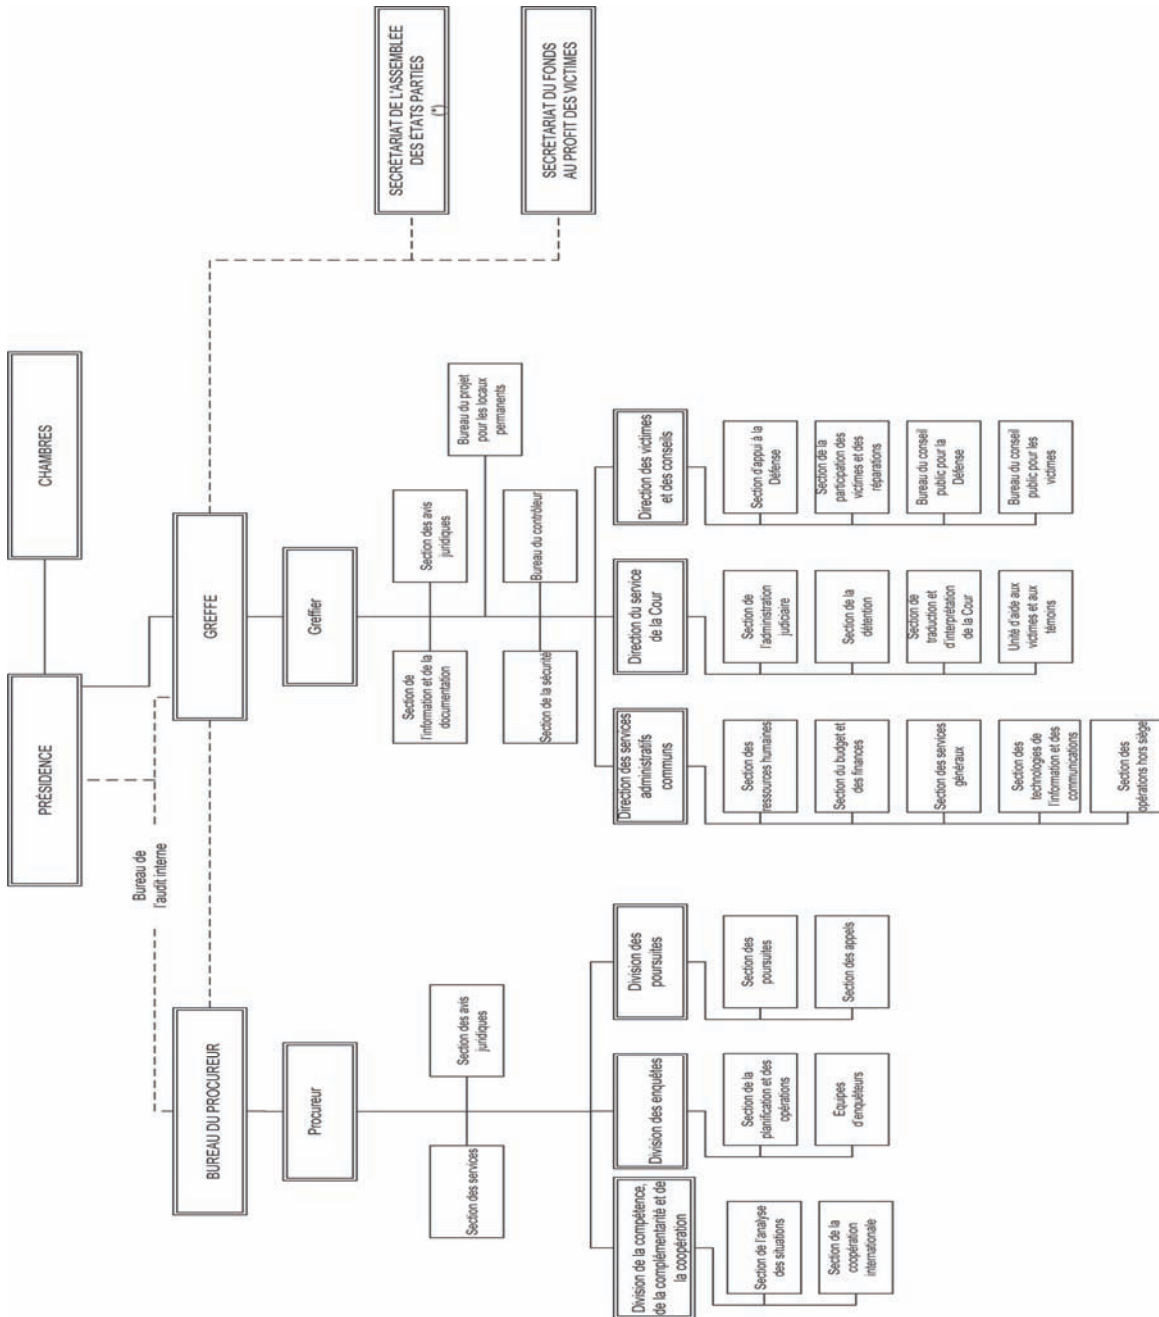 PRÉSIDENCE
CHAMBRES
Bureau de
l'audit interne
BUREAU DU PROCUREUR
GREFFE
SECRÉTARIAT DE L'ASSEMBLÉE
DES ÉTATS PARTIES
(*)
SECRÉTARIAT DU FONDS
AU PROFIT DES VICTIMES
Procureur
Section des services
Section des avis
juridiques
Division de la compétence,
de la complémentarité et de
la coopération
Section de l'analyse
des situations
Section de la
coopération
internationale
Division des enquêtes
Section de la
planification et des
opérations
Equipes
d'enquêteurs
Division des
poursuites
Section des
poursuites
Section des appels
Greffier
Section de
l'information et de la
documentation
Section des avis
juridiques
Bureau du projet
pour les locaux
permanents
Section de la sécurité
Bureau du contrôleur
Direction des services
administratifs
communs
Section des
ressources humaines
Section du budget et
des finances
Section des services
généraux
Section des
technologies de
l'information et des
communications
Section des
opérations hors siège
Direction du service
de la Cour
Section de
l'administration
judiciaire
Section de la
détention
Section de
traduction et
d'interprétation
de la Cour
Unité d'aide aux
victimes et aux
témoins
Direction des victimes
et des conseils
Section d'appui à la
Défense
Section de la
participation des
victimes et des
réparations
Bureau du conseil
public pour la
Défense
Bureau du conseil
public pour les
victimes